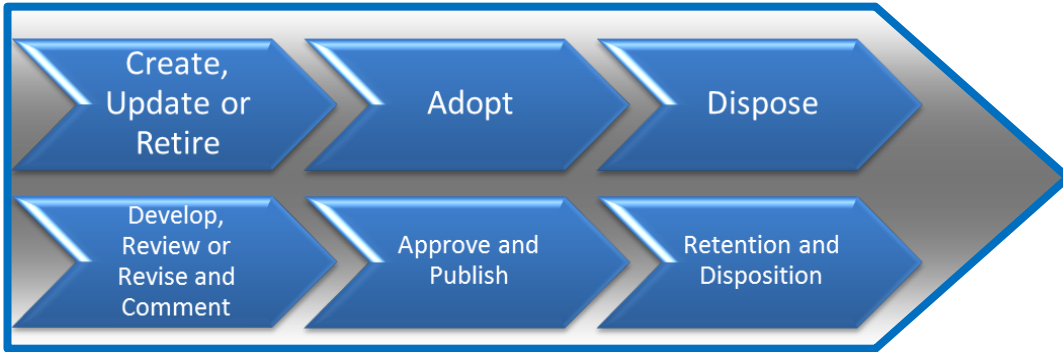 Create,
Update or
Retire
Adopt
Dispose
Develop,
Review or
Revise and
Comment
Approve and
Publish
Retention and
Disposition